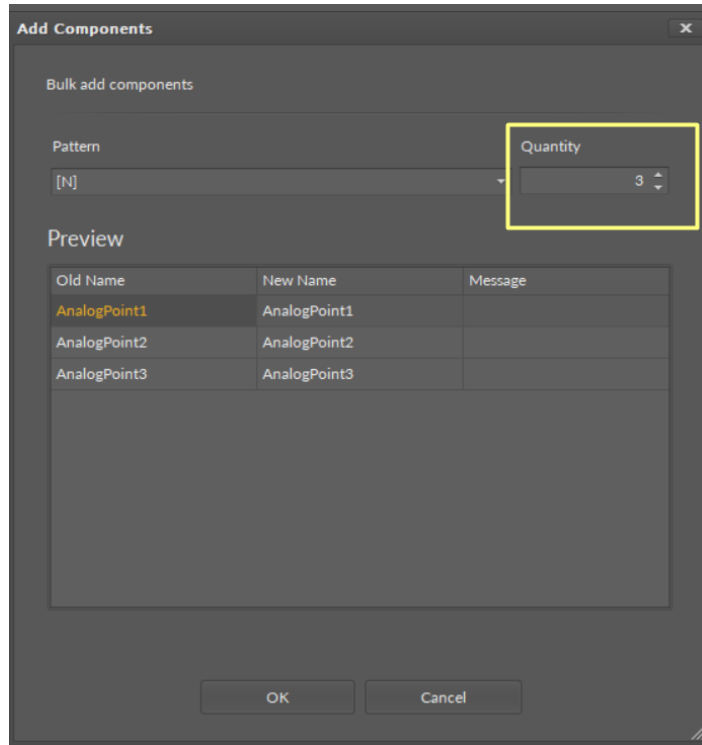 Add Components
Bulk add components
Pattern Quantity
[N] 3
Preview
Old Name New Name Message
AnalogPoint1 AnalogPoint1
AnalogPoint2 AnalogPoint2
AnalogPoint3 AnalogPoint3
OK Cancel